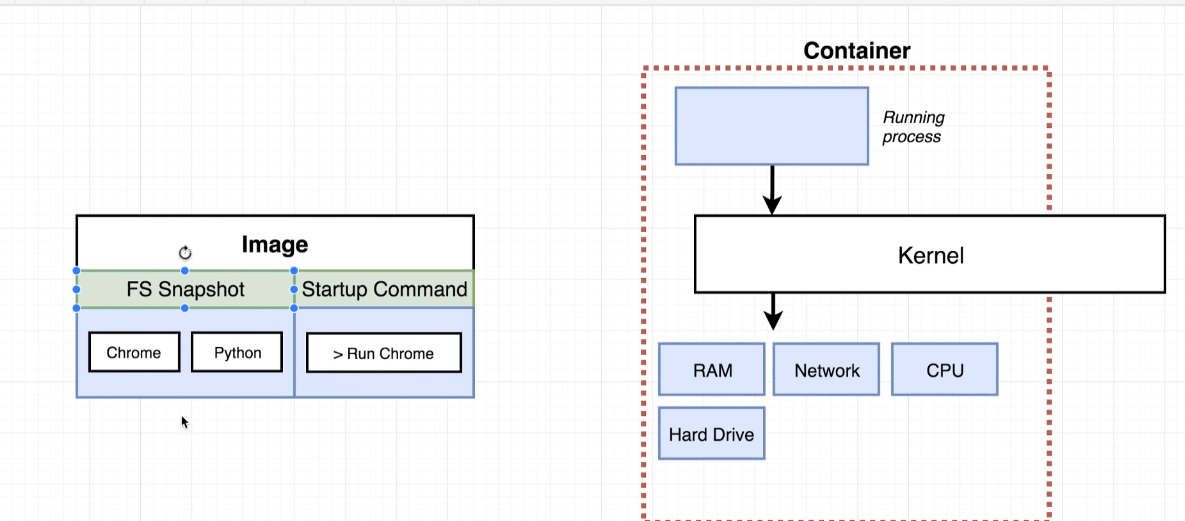 Image
FS Snapshot
Startup Command
Chrome
Python
> Run Chrome
Container
Running
process
Kernel
RAM
Network
CPU
Hard Drive